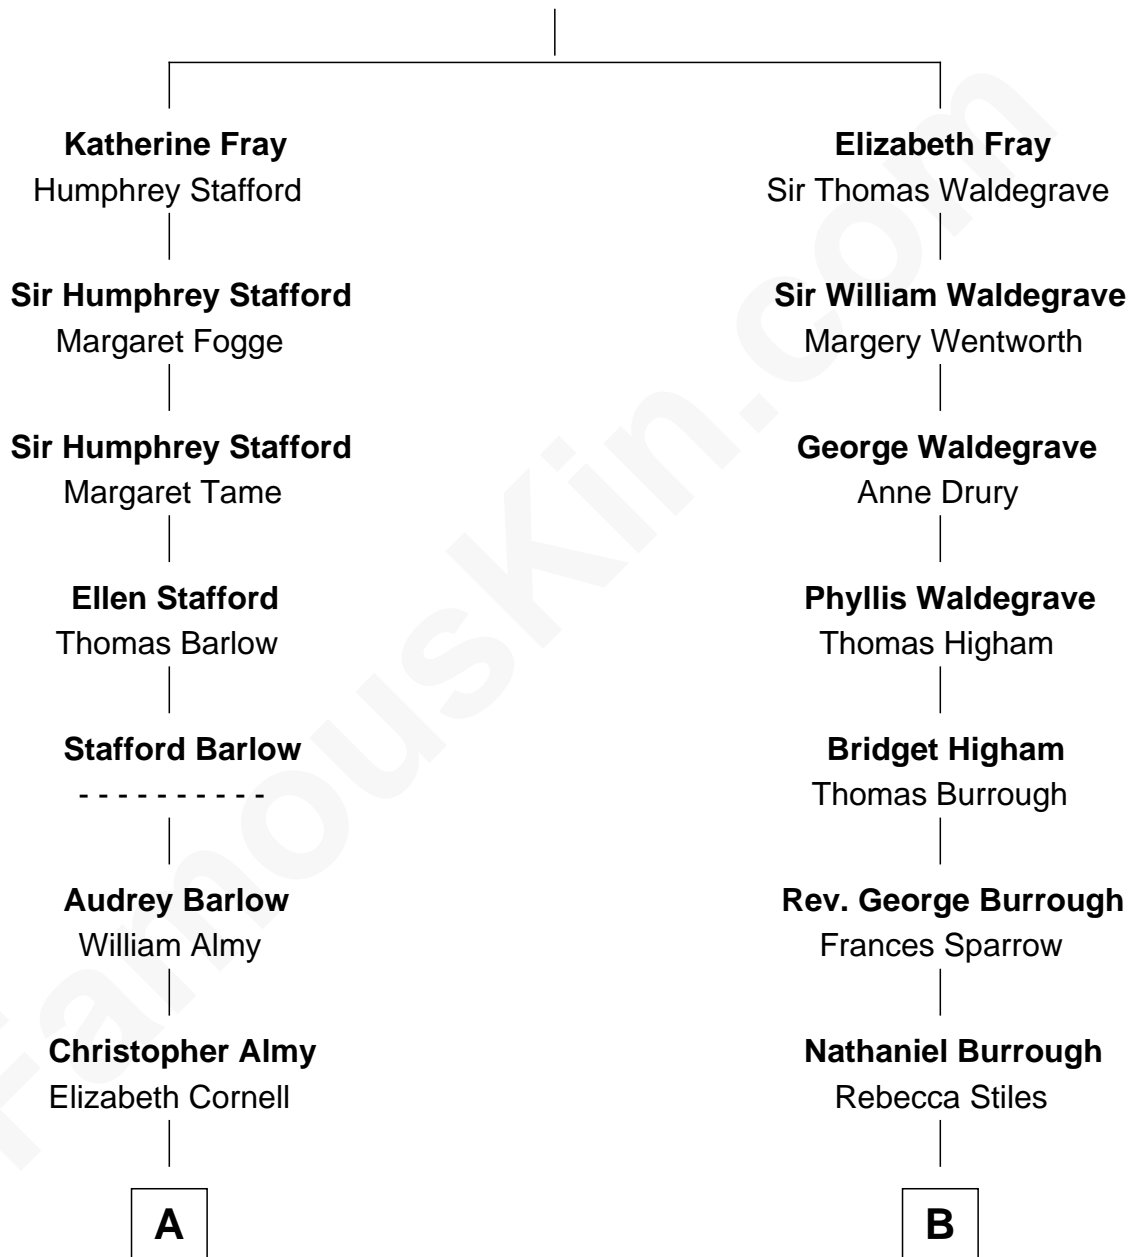 Katherine Fray
Humphrey Stafford
Elizabeth Fray
Sir Thomas Waldegrave
Sir Humphrey Stafford
Margaret Fogge
Sir William Waldegrave
Margery Wentworth
Sir Humphrey Stafford
Margaret Tame
George Waldegrave
Anne Drury
Ellen Stafford
Thomas Barlow
Phyllis Waldegrave
Thomas Higham
Stafford Barlow
- - - - - - - - - -
Bridget Higham
Thomas Burrough
Audrey Barlow
William Almy
Rev. George Burrough
Frances Sparrow
Christopher Almy
Elizabeth Cornell
Nathaniel Burrough
Rebecca Stiles
A
B
FamousKin.com